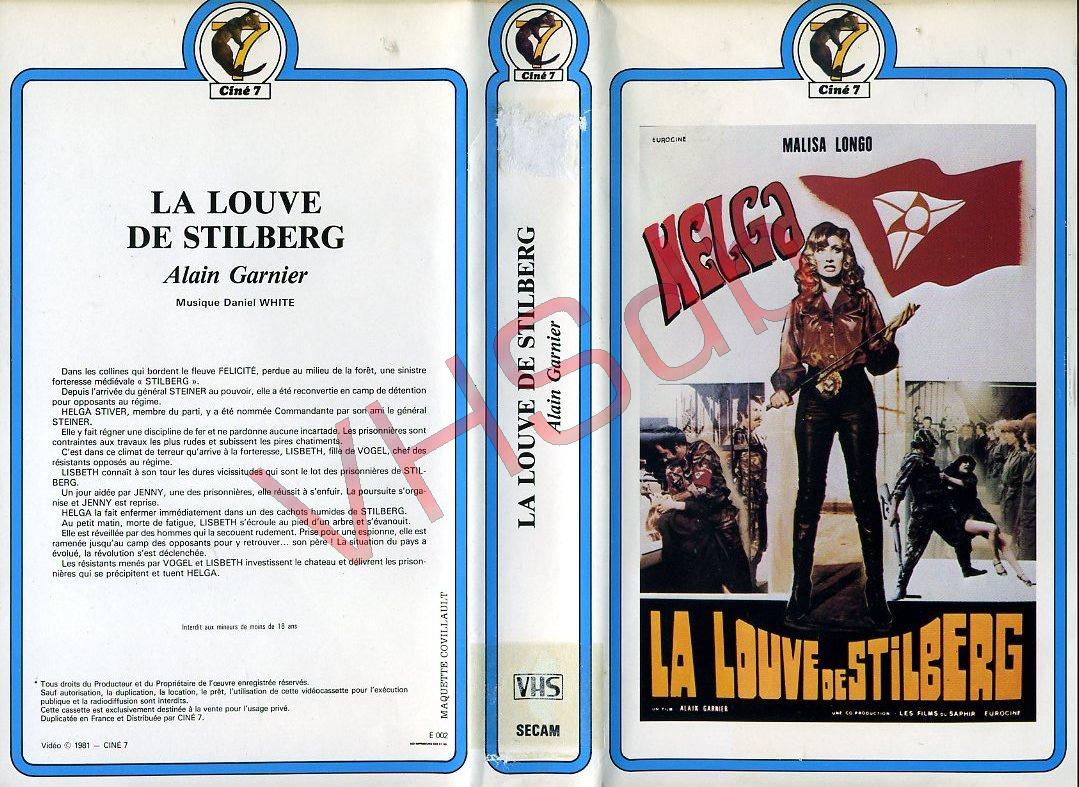 Ciné 7
LA LOUVE
DE STILBERG
Alain Garnier
Musique Daniel WHITE
Dans les collines qui bordent le fleuve FELICITÉ, perdue au milieu de la forêt, une sinistre
forteresse médiévale « STILBERG ».
Depuis l'arrivée du général STEINER au pouvoir, elle a été reconvertie en camp de détention
pour opposants au régime.
HELGA STIVER, membre du parti, y a été nommée Commandante par son ami le général
STEINER.
Elle y fait régner une discipline de fer et ne pardonne aucune incartade. Les prisonnières sont
contraintes aux travaux les plus rudes et subissent les pires chatiments.
C'est dans ce climat de terreur qu'arrive à la forteresse, LISBETH, fille de VOGEL, chef des
résistants opposés au régime.
LISBETH connaît à son tour les dures vicissitudes qui sont le lot des prisonnières de STIL-
BERG.
Un jour aidée par JENNY, une des prisonnières, elle réussit à s'enfuir. La poursuite s'orga-
nise et JENNY est reprise.
HELGA la fait enfermer immédiatement dans un des cachots humides de STILBERG.
Au petit matin, morte de fatigue, LISBETH s'écroule au pied d'un arbre et s'évanouit.
Elle est réveillée par des hommes qui la secouent rudement. Prise pour une espionne, elle est
ramenée jusqu'au camp des opposants pour y retrouver... son père ! La situation du pays a
évolué, la révolution s'est déclenchée.
Les résistants menés par VOGEL et LISBETH investissent le chateau et délivrent les prison-
nières qui se précipitent et tuent HELGA.
Interdit aux mineurs de moins de 18 ans
* Tous droits du Producteur et du Propriétaire de l'œuvre enregistrée réservés.
Sauf autorisation, la duplication, la location, le prêt, l'utilisation de cette vidéocassette pour l'exécution
publique et la radiodiffusion sont interdits.
Cette cassette est exclusivement destinée à la vente pour l'usage privé.
Dupliquée en France et Distribuée par CINÉ 7.
Vidéo © 1981 — CINÉ 7
E 002
MAQUETTE COVILLAULT
Ciné 7
LA LOUVE DE STILBERG
Alain Garnier
VHS
SECAM
Ciné 7
EUROCINE
MALISA LONGO
HELGA
LA LOUVE DE STILBERG
UN FILM ALAIN GARNIER
UNE CO PRODUCTION - LES FILMS DU SAPHIR EUROCINE